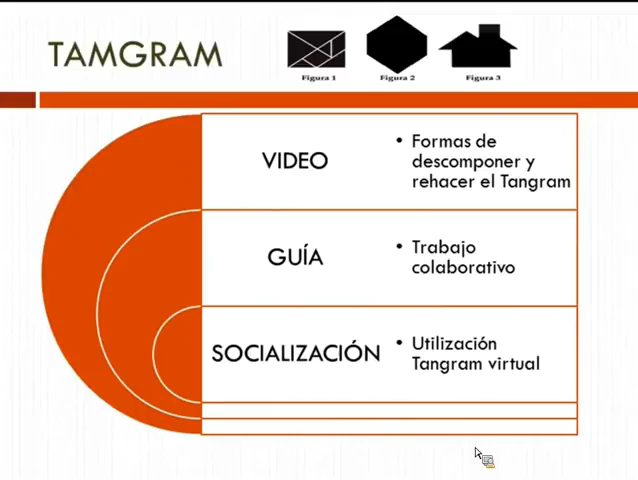 TAMGRAM
Figura 1
Figura 2
Figura 3
VIDEO
• Formas de
descomponer y
rehacer el Tangram
GUÍA
• Trabajo
colaborativo
SOCIALIZACIÓN
• Utilización
Tangram virtual